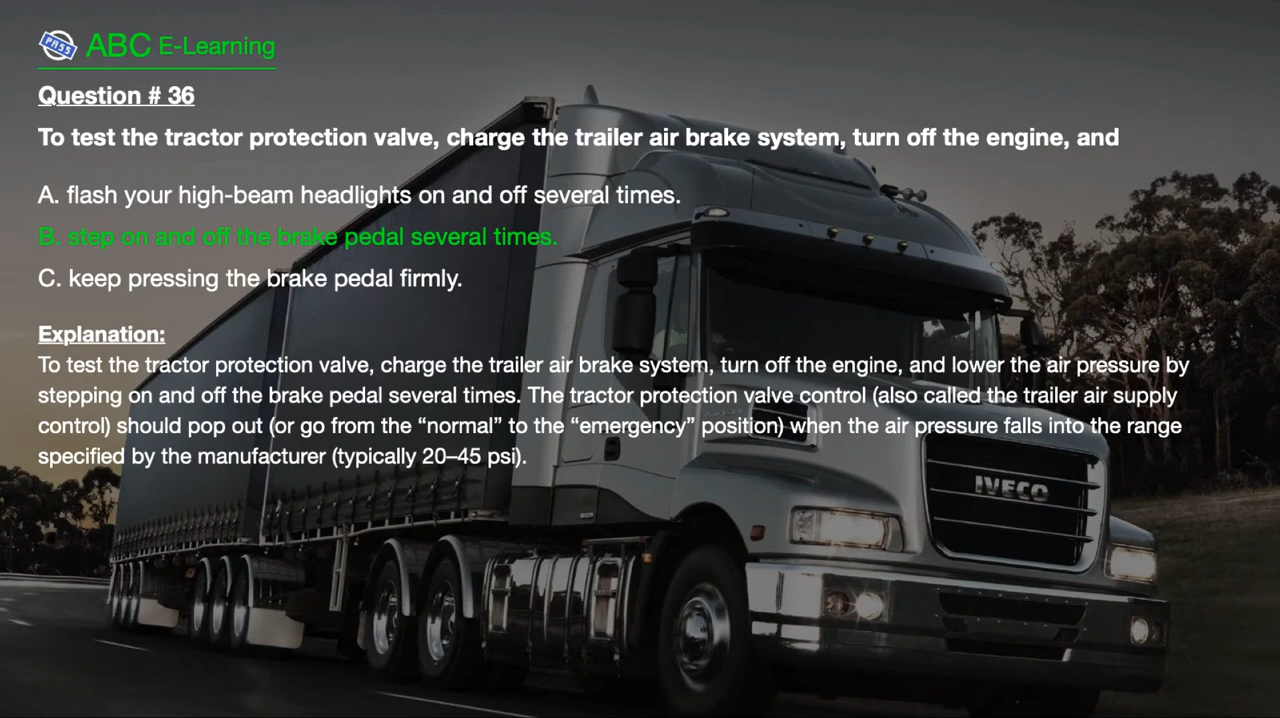 PASS ABC E-Learning
Question # 36
To test the tractor protection valve, charge the trailer air brake system, turn off the engine, and
A. flash your high-beam headlights on and off several times.
B. step on and off the brake pedal several times.
C. keep pressing the brake pedal firmly.
Explanation:
To test the tractor protection valve, charge the trailer air brake system, turn off the engine, and lower the air pressure by
stepping on and off the brake pedal several times. The tractor protection valve control (also called the trailer air supply
control) should pop out (or go from the “normal” to the “emergency” position) when the air pressure falls into the range
specified by the manufacturer (typically 20–45 psi).
IVECO